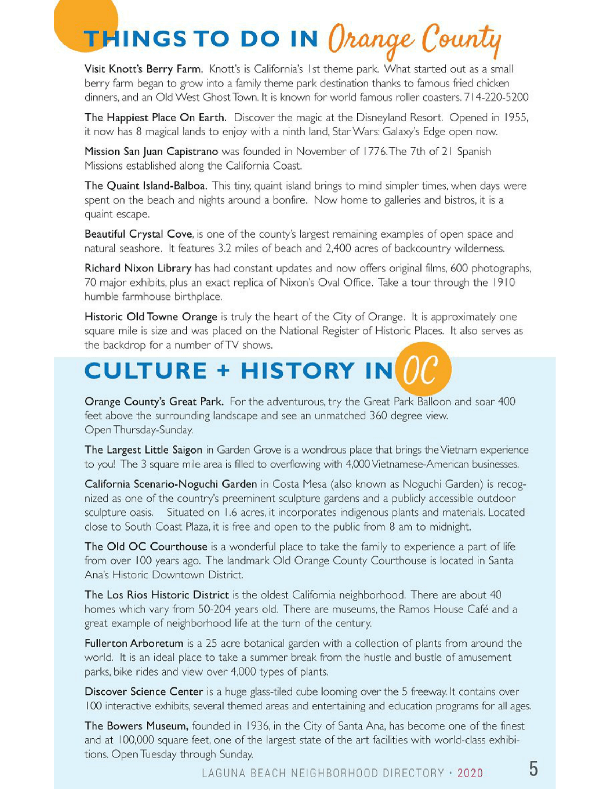 THINGS TO DO IN Orange County
Visit Knott's Berry Farm. Knott's is California's 1st theme park. What started out as a small
berry farm began to grow into a family theme park destination thanks to famous fried chicken
dinners, and an Old West Ghost Town. It is known for world famous roller coasters. 714-220-5200
The Happiest Place On Earth. Discover the magic at the Disneyland Resort. Opened in 1955,
it now has 8 magical lands to enjoy with a ninth land, Star Wars: Galaxy's Edge open now.
Mission San Juan Capistrano was founded in November of 1776. The 7th of 21 Spanish
Missions established along the California Coast.
The Quaint Island-Balboa. This tiny, quaint island brings to mind simpler times, when days were
spent on the beach and nights around a bonfire. Now home to galleries and bistros, it is a
quaint escape.
Beautiful Crystal Cove, is one of the county's largest remaining examples of open space and
natural seashore. It features 3.2 miles of beach and 2,400 acres of backcountry wilderness.
Richard Nixon Library has had constant updates and now offers original films, 600 photographs,
70 major exhibits, plus an exact replica of Nixon's Oval Office. Take a tour through the 1910
humble farmhouse birthplace.
Historic Old Towne Orange is truly the heart of the City of Orange. It is approximately one
square mile is size and was placed on the National Register of Historic Places. It also serves as
the backdrop for a number of TV shows.
CULTURE + HISTORY IN OC
Orange County's Great Park. For the adventurous, try the Great Park Balloon and soar 400
feet above the surrounding landscape and see an unmatched 360 degree view.
Open Thursday-Sunday.
The Largest Little Saigon in Garden Grove is a wondrous place that brings the Vietnam experience
to you! The 3 square mile area is filled to overflowing with 4,000 Vietnamese-American businesses.
California Scenario-Noguchi Garden in Costa Mesa (also known as Noguchi Garden) is recog-
nized as one of the country's preeminent sculpture gardens and a publicly accessible outdoor
sculpture oasis. Situated on 1.6 acres, it incorporates indigenous plants and materials. Located
close to South Coast Plaza, it is free and open to the public from 8 am to midnight.
The Old OC Courthouse is a wonderful place to take the family to experience a part of life
from over 100 years ago. The landmark Old Orange County Courthouse is located in Santa
Ana's Historic Downtown District.
The Los Rios Historic District is the oldest California neighborhood. There are about 40
homes which vary from 50-204 years old. There are museums, the Ramos House Café and a
great example of neighborhood life at the turn of the century.
Fullerton Arboretum is a 25 acre botanical garden with a collection of plants from around the
world. It is an ideal place to take a summer break from the hustle and bustle of amusement
parks, bike rides and view over 4,000 types of plants.
Discover Science Center is a huge glass-tiled cube looming over the 5 freeway. It contains over
100 interactive exhibits, several themed areas and entertaining and education programs for all ages.
The Bowers Museum, founded in 1936, in the City of Santa Ana, has become one of the finest
and at 100,000 square feet, one of the largest state of the art facilities with world-class exhibi-
tions. Open Tuesday through Sunday.
LAGUNA BEACH NEIGHBORHOOD DIRECTORY • 2020 5